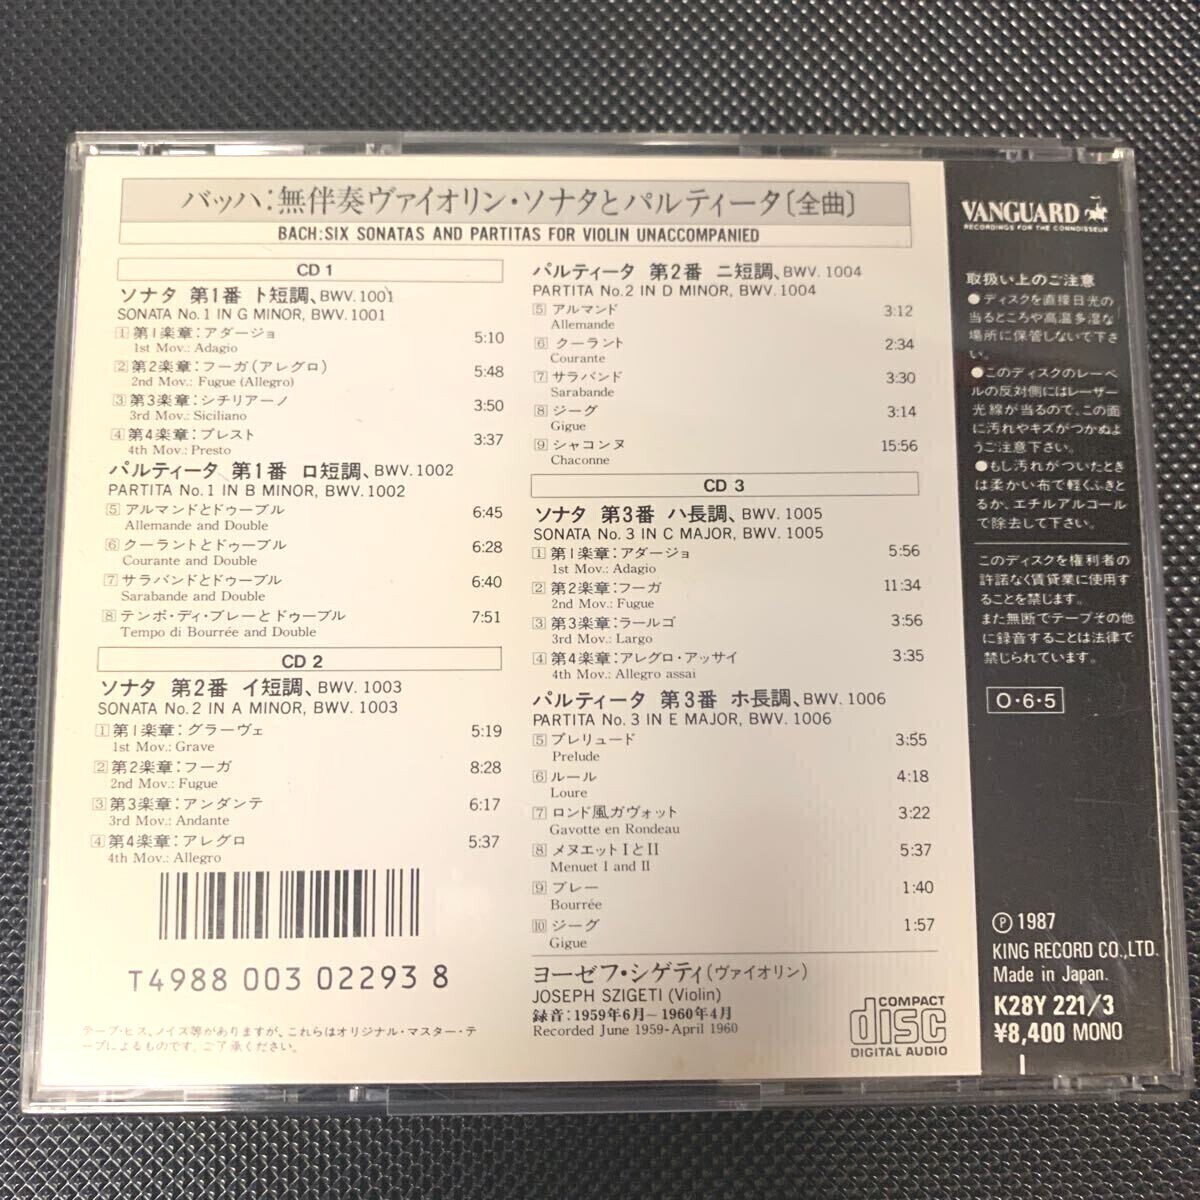 バッハ:無伴奏ヴァイオリン・ソナタとパルティータ〔全曲〕
BACH:SIX SONATAS AND PARTITAS FOR VIOLIN UNACCOMPANIED
CD 1
ソナタ 第1番 ト短調、BWV. 1001
SONATA No. 1 IN G MINOR, BWV. 1001
1 第1楽章:アダージョ 5:10
1st Mov.: Adagio
2 第2楽章:フーガ(アレグロ) 5:48
2nd Mov.: Fugue (Allegro)
3 第3楽章:シチリアーノ 3:50
3rd Mov.: Siciliano
4 第4楽章:プレスト 3:37
4th Mov.: Presto
パルティータ 第1番 ロ短調、BWV. 1002
PARTITA No. 1 IN B MINOR, BWV. 1002
5 アルマンドとドゥーブル 6:45
Allemande and Double
6 クーラントとドゥーブル 6:28
Courante and Double
7 サラバンドとドゥーブル 6:40
Sarabande and Double
8 テンポ・ディ・ブレーとドゥーブル 7:51
Tempo di Bourrée and Double
CD 2
ソナタ 第2番 イ短調、BWV. 1003
SONATA No. 2 IN A MINOR, BWV. 1003
1 第1楽章:グラーヴェ 5:19
1st Mov.: Grave
2 第2楽章:フーガ 8:28
2nd Mov.: Fugue
3 第3楽章:アンダンテ 6:17
3rd Mov.: Andante
4 第4楽章:アレグロ 5:37
4th Mov.: Allegro
T4988 003 02293 8
テープ・ヒス、ノイズ等がありますが、これらはオリジナル・マスター・テ
ープによるものです。ご了承ください。
パルティータ 第2番 ニ短調、BWV. 1004
PARTITA No. 2 IN D MINOR, BWV. 1004
5 アルマンド 3:12
Allemande
6 クーラント 2:34
Courante
7 サラバンド 3:30
Sarabande
8 ジーグ 3:14
Gigue
9 シャコンヌ 15:56
Chaconne
CD 3
ソナタ 第3番 ハ長調、BWV. 1005
SONATA No. 3 IN C MAJOR, BWV. 1005
1 第1楽章:アダージョ 5:56
1st Mov.: Adagio
2 第2楽章:フーガ 11:34
2nd Mov.: Fugue
3 第3楽章:ラールゴ 3:56
3rd Mov.: Largo
4 第4楽章:アレグロ・アッサイ 3:35
4th Mov.: Allegro assai
パルティータ 第3番 ホ長調、BWV. 1006
PARTITA No. 3 IN E MAJOR, BWV. 1006
5 プレリュード 3:55
Prelude
6 ルール 4:18
Loure
7 ロンド風ガヴォット 3:22
Gavotte en Rondeau
8 メヌエットIとII 5:37
Menuet I and II
9 ブレー 1:40
Bourrée
10 ジーグ 1:57
Gigue
ヨーゼフ・シゲティ(ヴァイオリン)
JOSEPH SZIGETI (Violin)
録音:1959年6月〜1960年4月
Recorded June 1959-April 1960
COMPACT
disc
DIGITAL AUDIO
VANGUARD
RECORDINGS FOR THE CONNOISSEUR
取扱い上のご注意
●ディスクを直接日光の
当るところや高温多湿な
場所に保管しないで下さ
い。
●このディスクのレーベ
ルの反対側にはレーザー
光線が当るので、この面
に汚れやキズがつかぬよ
うご注意下さい。
●もし汚れがついたとき
は柔かい布で軽くふきと
るか、エチルアルコール
で除去して下さい。
このディスクを権利者の
許諾なく賃貸業に使用す
ることを禁じます。
また無断でテープその他
に録音することは法律で
禁じられています。
O・6・5
Ⓟ 1987
KING RECORD CO.,LTD.
Made in Japan.
K28Y 221/3
¥8,400 MONO